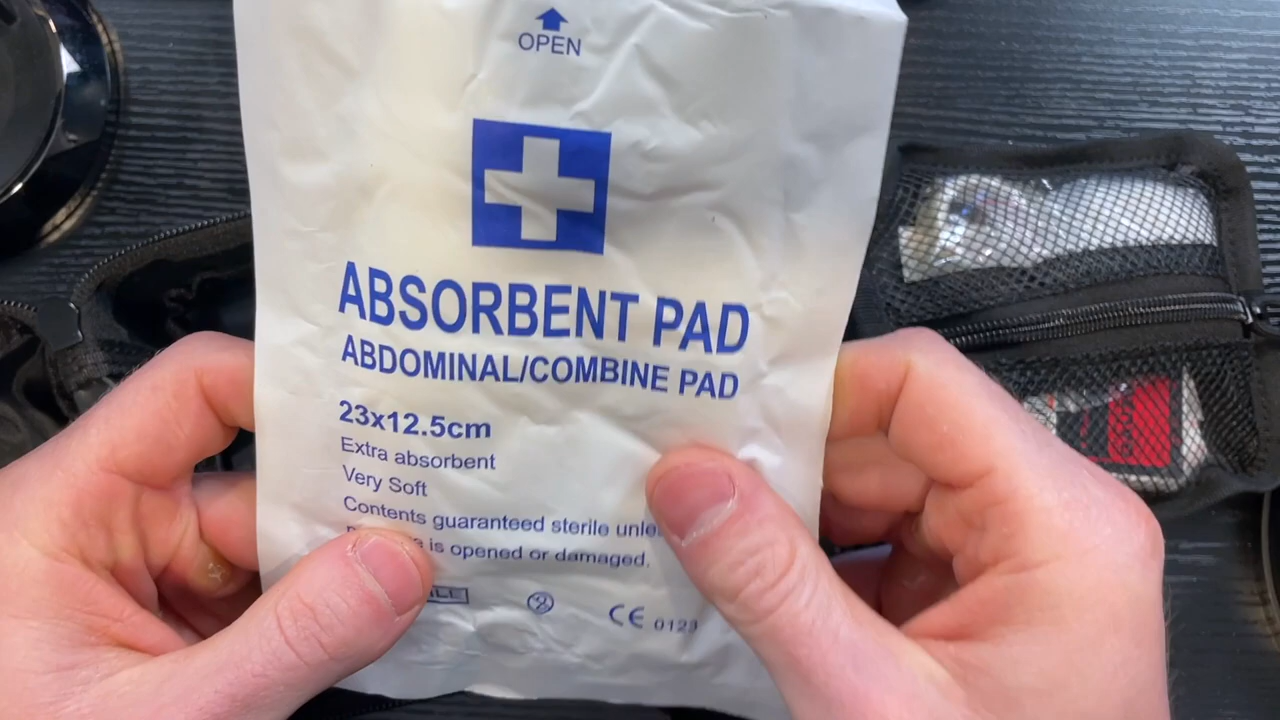 OPEN
ABSORBENT PAD
ABDOMINAL/COMBINE PAD
23x12.5cm
Extra absorbent
Very Soft
Contents guaranteed sterile
is opened or damaged.
2
CE 0123